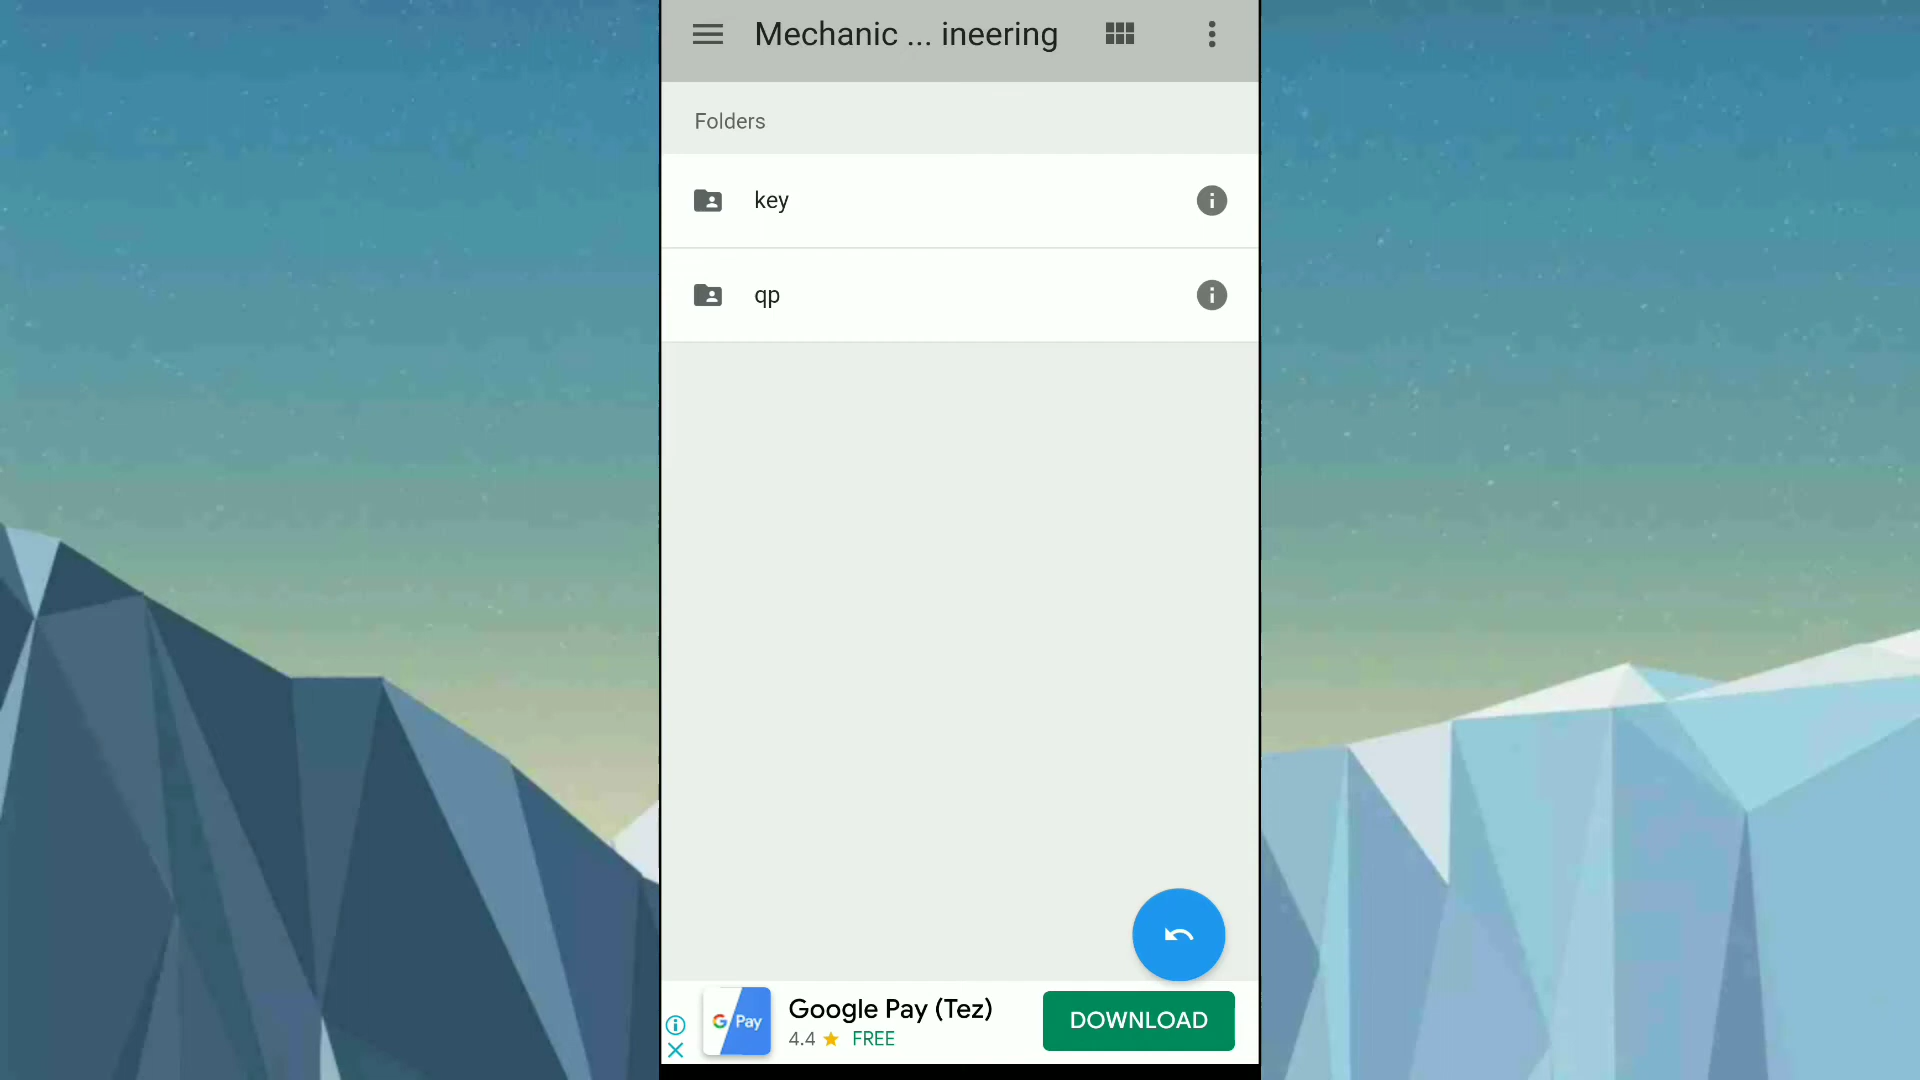 Mechanic ... ineering
Folders
key
qp
G Pay
Google Pay (Tez)
4.4 ★ FREE
DOWNLOAD